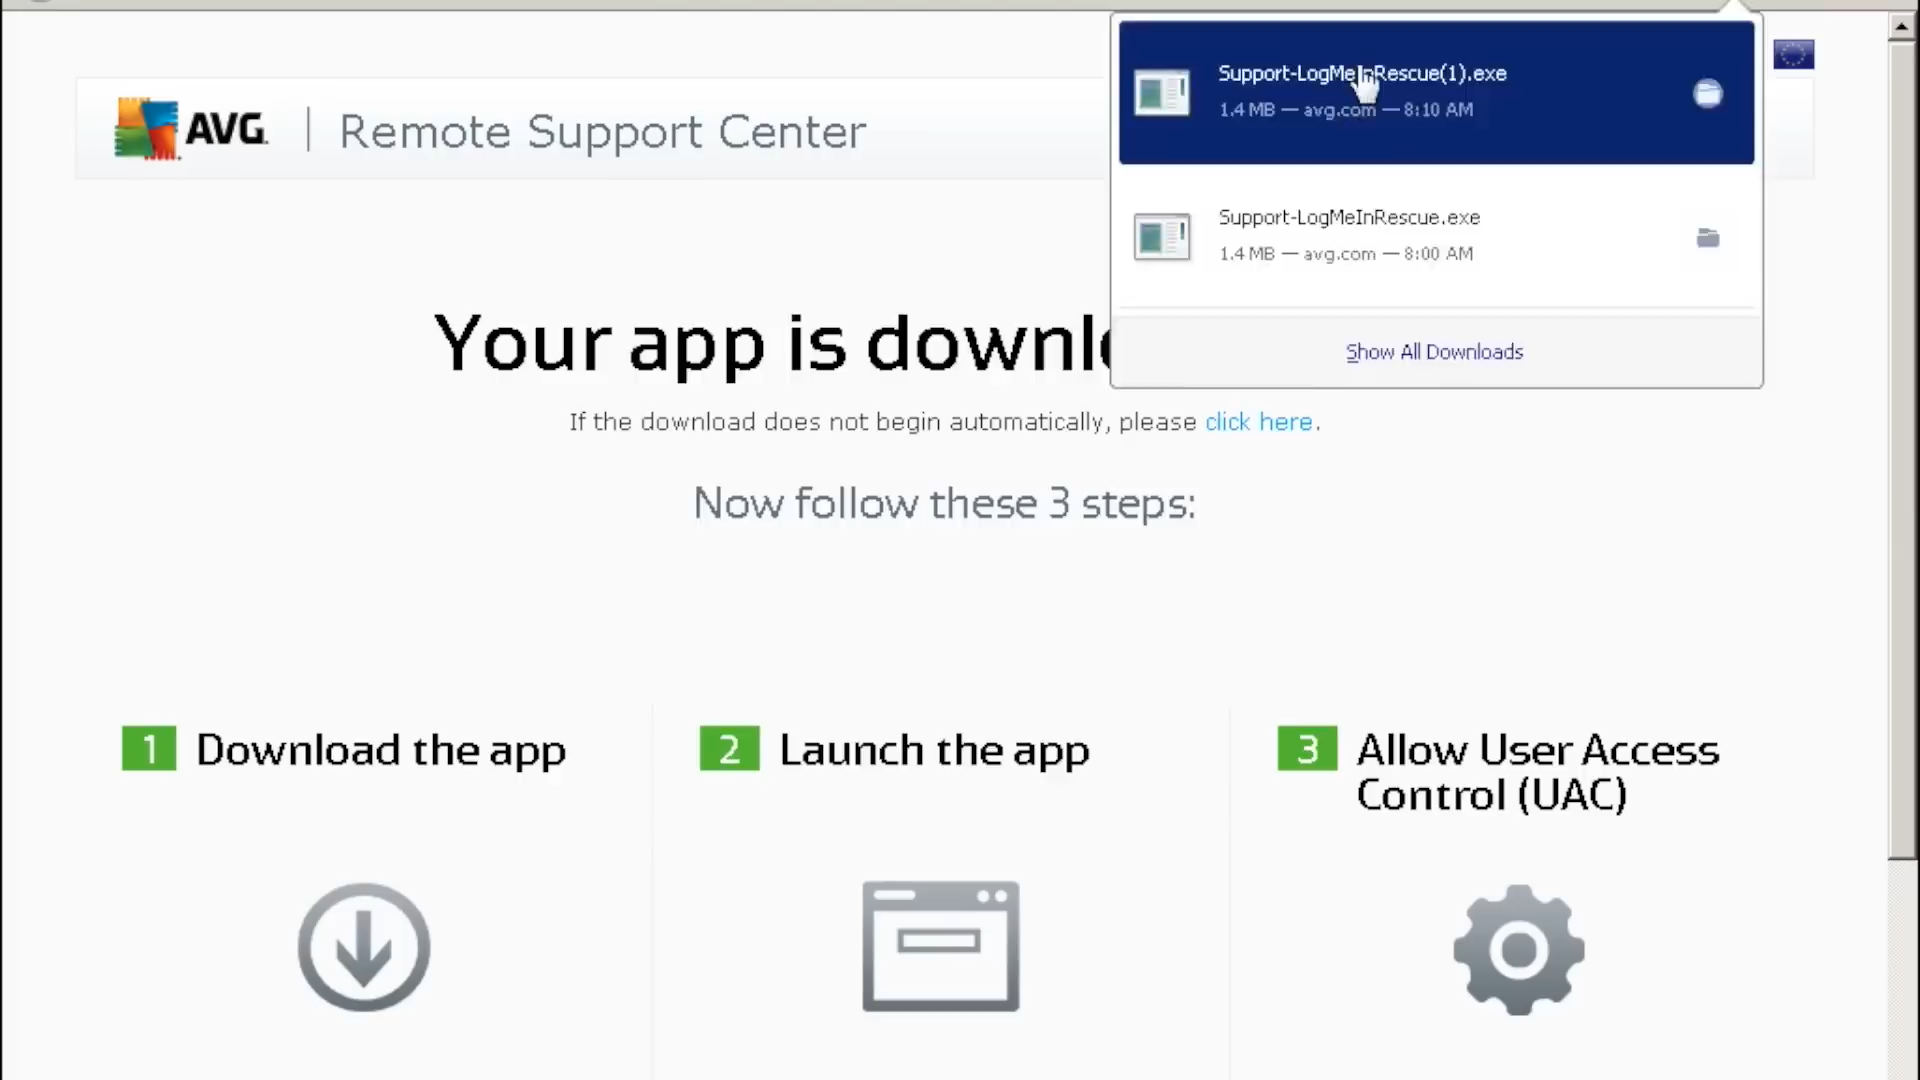 Support-LogMeInRescue(1).exe
1.4 MB — avg.com — 8:10 AM
AVG. | Remote Support Center
Support-LogMeInRescue.exe
1.4 MB — avg.com — 8:00 AM
Show All Downloads
Your app is downl
If the download does not begin automatically, please click here.
Now follow these 3 steps:
1 Download the app
2 Launch the app
3 Allow User Access
Control (UAC)